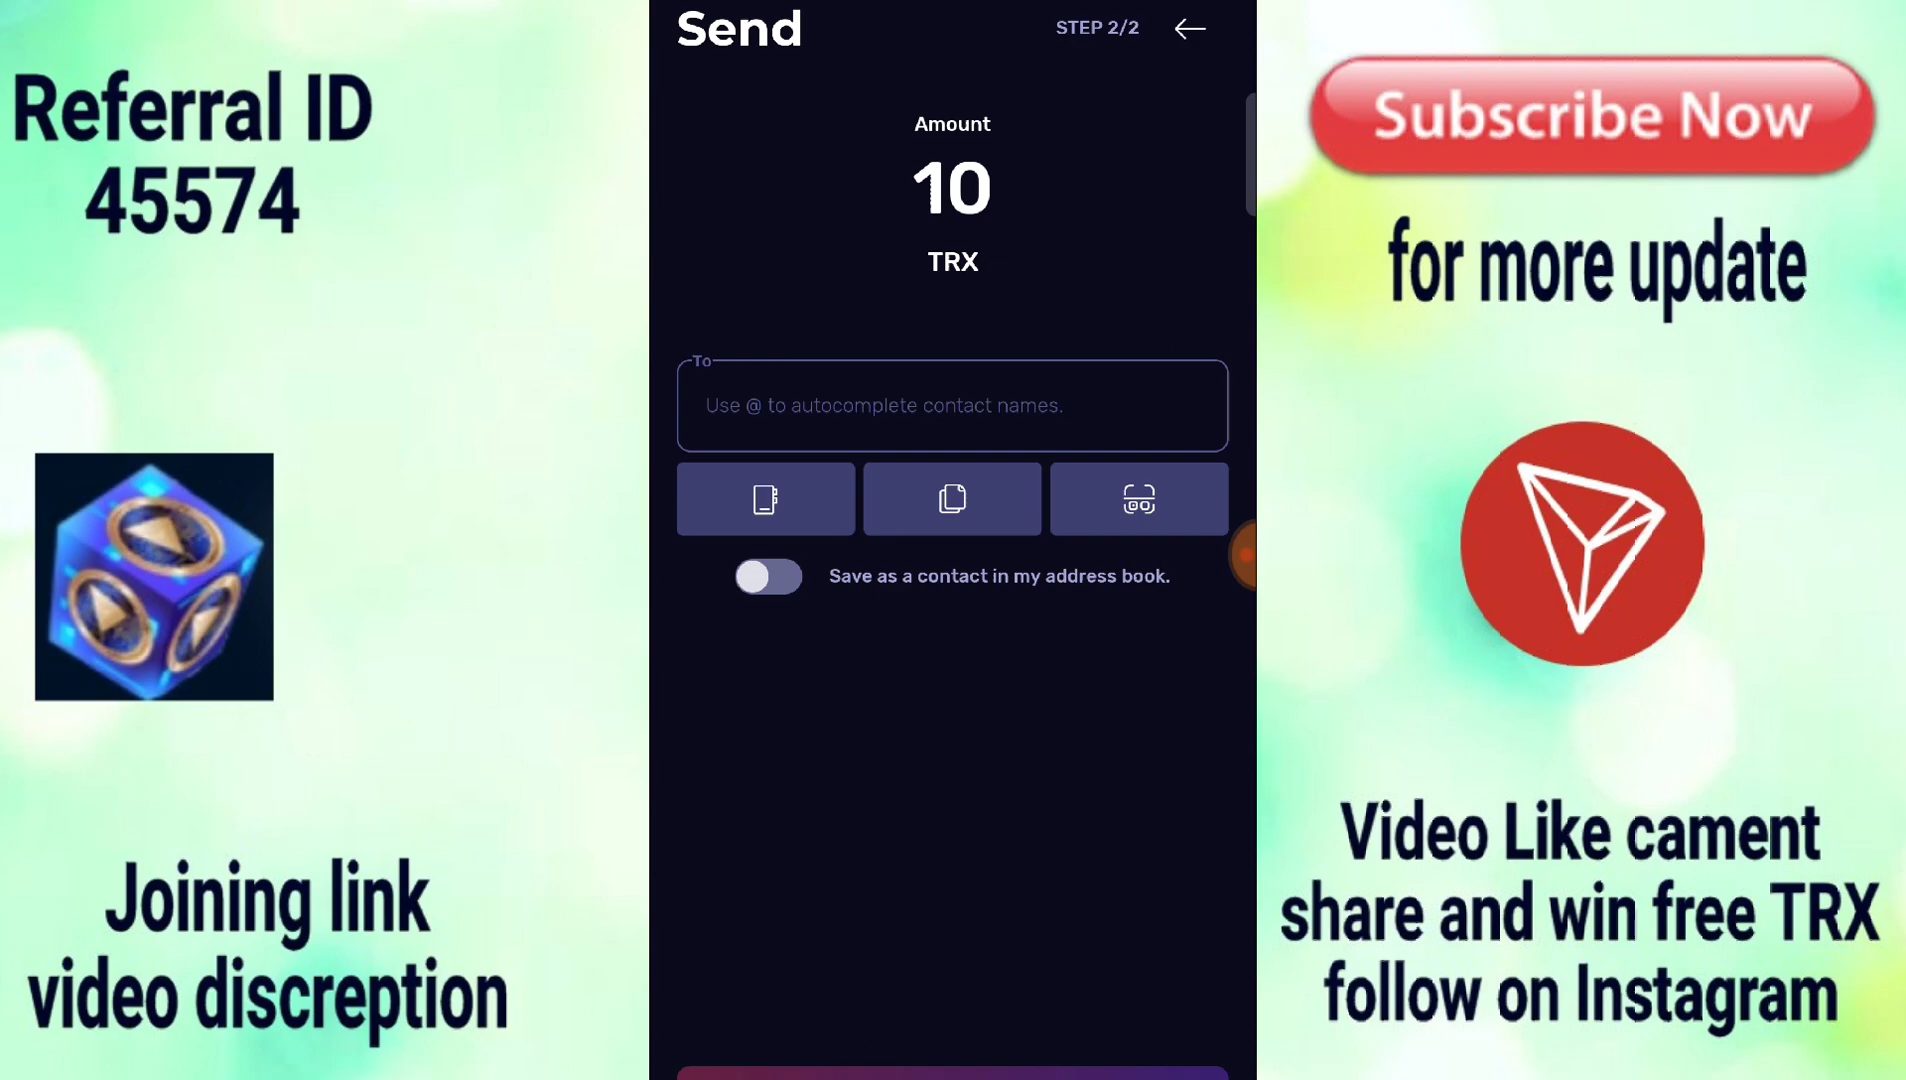 Referral ID
45574
Joining link
video discreption
Send
STEP 2/2
Amount
10
TRX
To
Use @ to autocomplete contact names.
Save as a contact in my address book.
Subscribe Now
for more update
Video Like cament
share and win free TRX
follow on Instagram